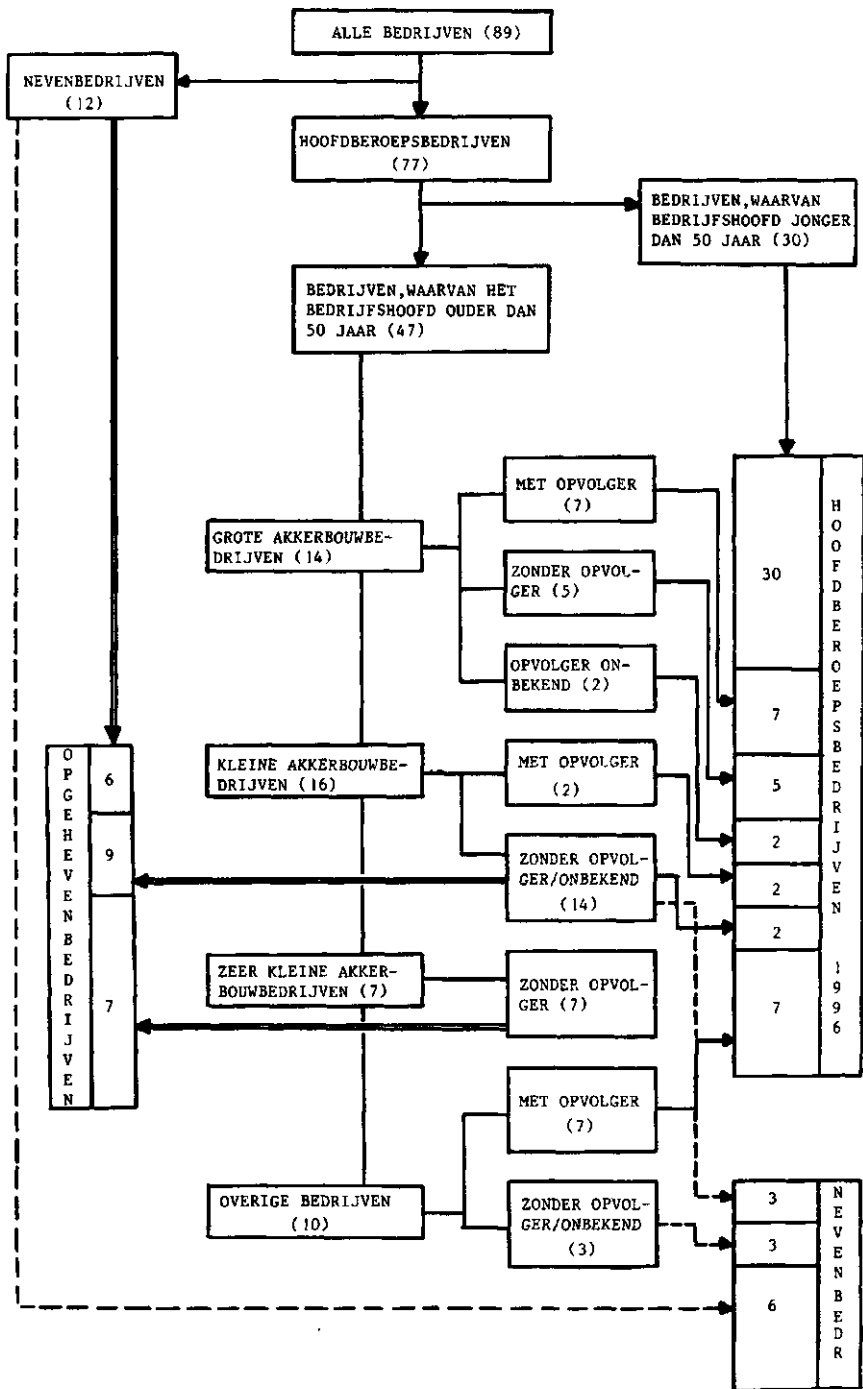 ALLE BEDRIJVEN (89)
NEVENBEDRIJVEN
(12)
HOOFDBEROEPSBEDRIJVEN
(77)
BEDRIJVEN,WAARVAN
BEDRIJFSHOOFD JONGER
DAN 50 JAAR (30)
BEDRIJVEN,WAARVAN HET
BEDRIJFSHOOFD OUDER DAN
50 JAAR (47)
GROTE AKKERBOUWBE-
DRIJVEN (14)
MET OPVOLGER
(7)
ZONDER OPVOL-
GER (5)
OPVOLGER ON-
BEKEND (2)
KLEINE AKKERBOUWBE-
DRIJVEN (16)
MET OPVOLGER
(2)
ZONDER OPVOL-
GER/ONBEKEND
(14)
ZEER KLEINE AKKER-
BOUWBEDRIJVEN (7)
ZONDER OPVOL-
GER (7)
OVERIGE BEDRIJVEN
(10)
MET OPVOLGER
(7)
ZONDER OPVOL-
GER/ONBEKEND
(3)
OPGEHEVEN BEDRIJVEN
6
9
7
HOOFDBEROEPSBEDRIJVEN 1996
30
7
5
2
2
2
7
NEVENBEDR
3
3
6